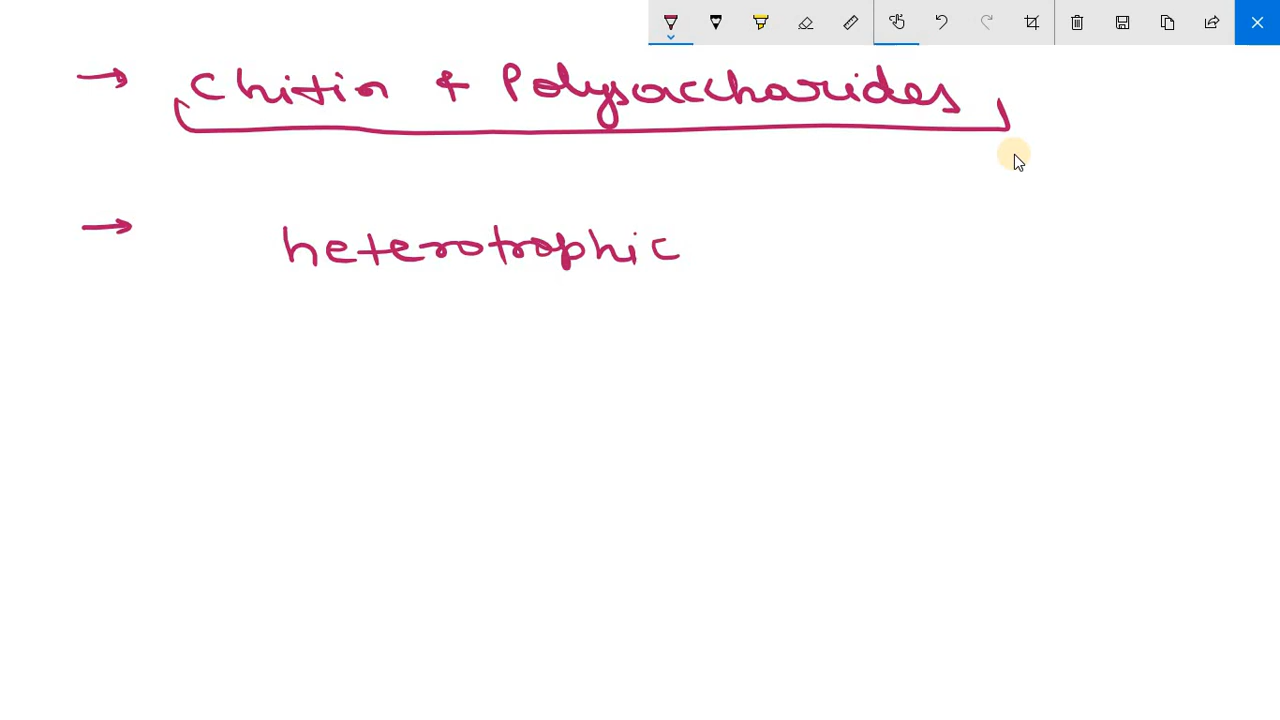 → Chitin & Polysaccharides
→ heterotrophic